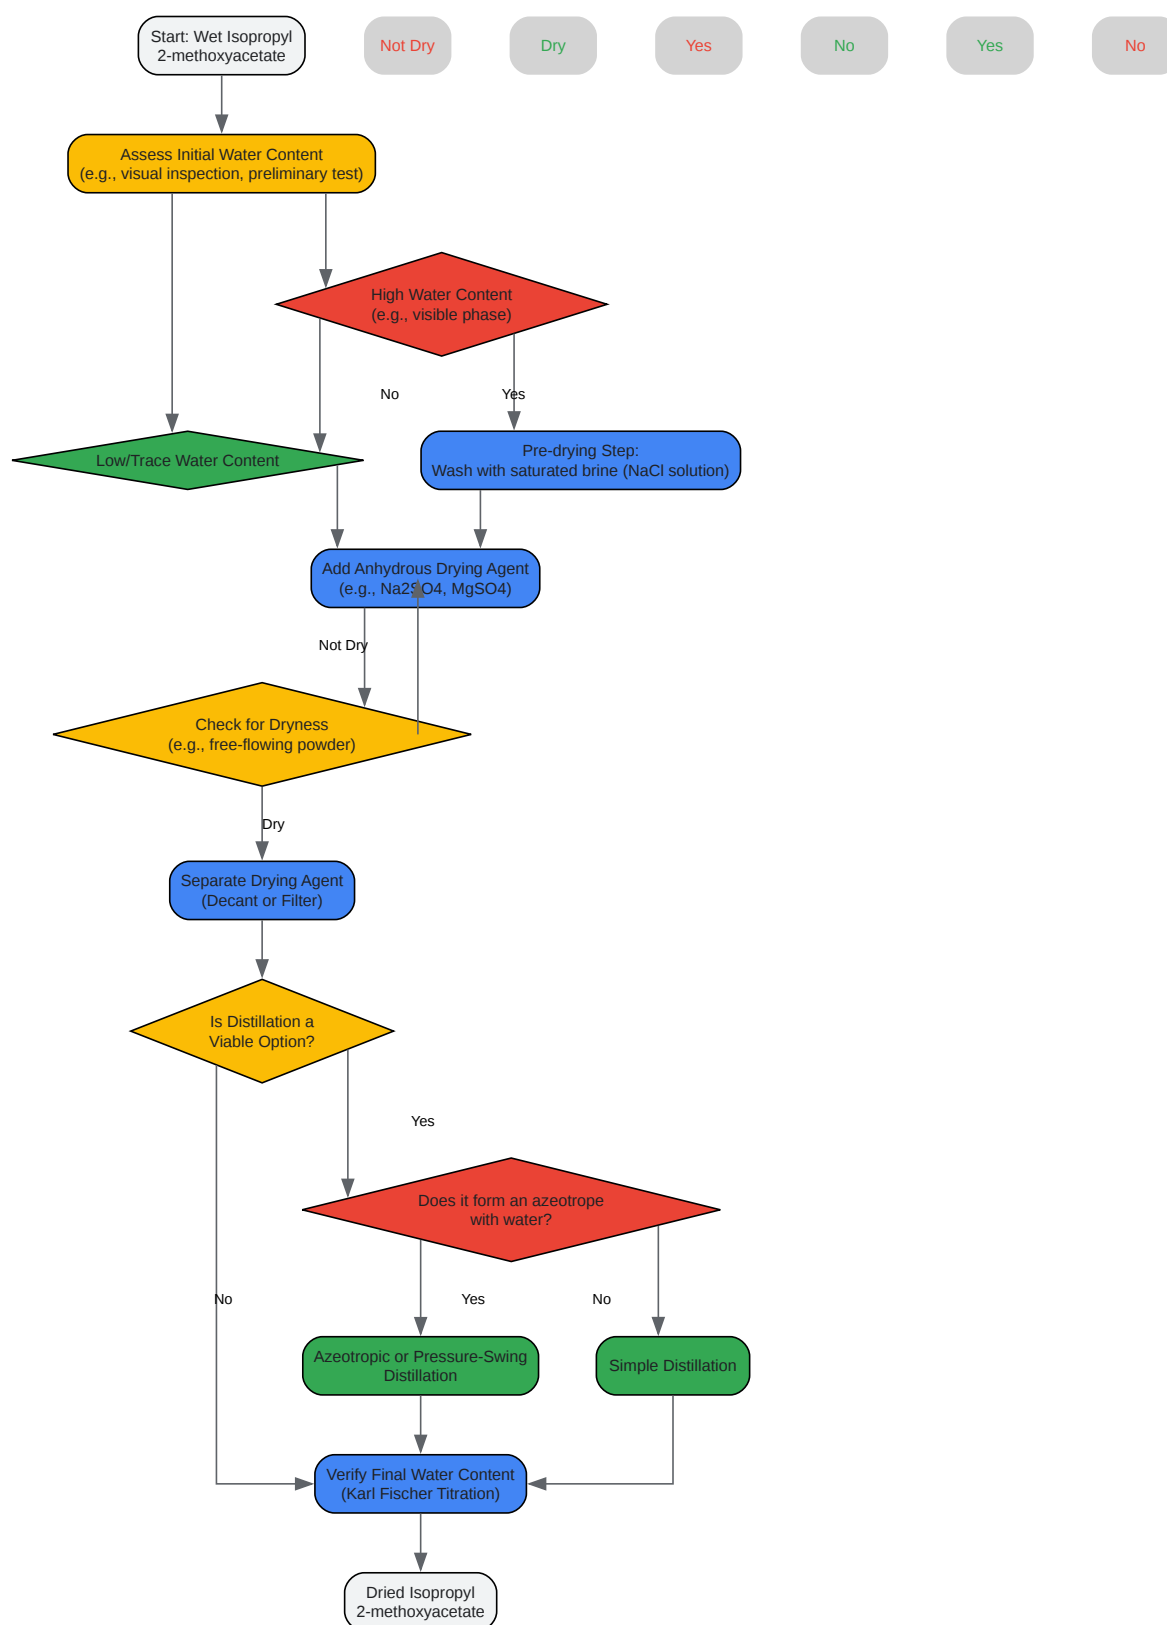 Start: Wet Isopropyl
2-methoxyacetate
Not Dry
Dry
Yes
No
Yes
No
Assess Initial Water Content
(e.g., visual inspection, preliminary test)
High Water Content
(e.g., visible phase)
No
Yes
Low/Trace Water Content
Pre-drying Step:
Wash with saturated brine (NaCl solution)
Add Anhydrous Drying Agent
(e.g., Na2SO4, MgSO4)
Not Dry
Check for Dryness
(e.g., free-flowing powder)
Dry
Separate Drying Agent
(Decant or Filter)
Is Distillation a
Viable Option?
Yes
Does it form an azeotrope
with water?
No
Yes
No
Azeotropic or Pressure-Swing
Distillation
Simple Distillation
Verify Final Water Content
(Karl Fischer Titration)
Dried Isopropyl
2-methoxyacetate